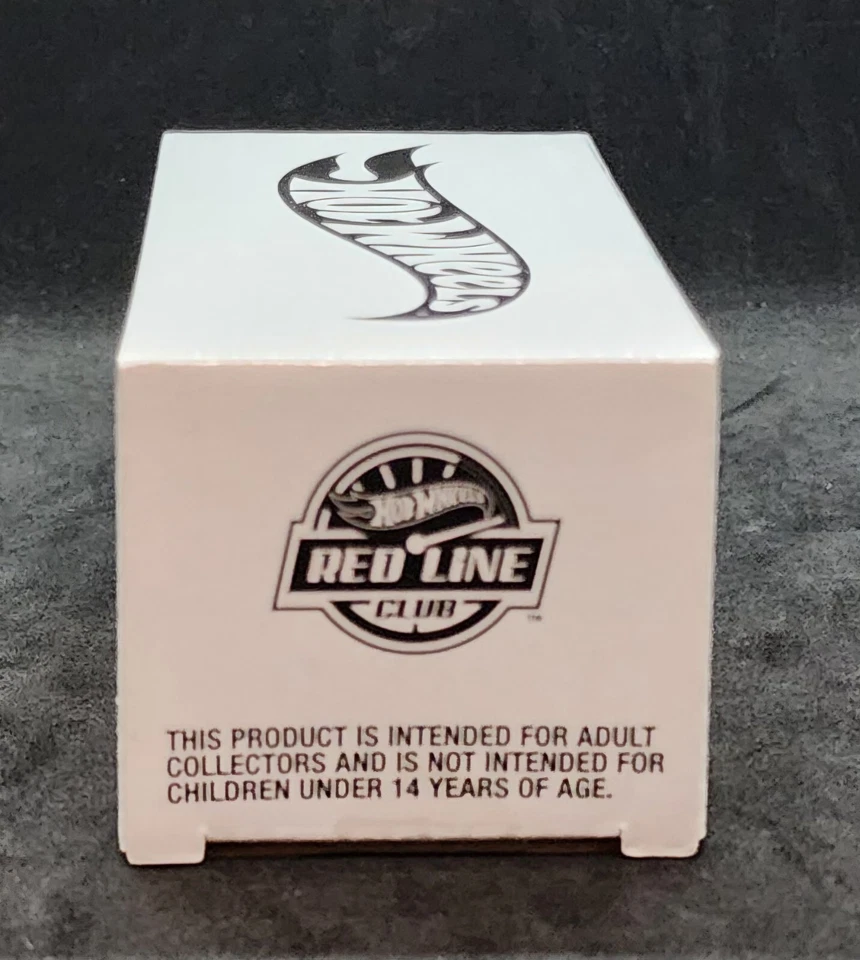 Hot Wheels
Hot Wheels
RED LINE
CLUB
TM
THIS PRODUCT IS INTENDED FOR ADULT
COLLECTORS AND IS NOT INTENDED FOR
CHILDREN UNDER 14 YEARS OF AGE.